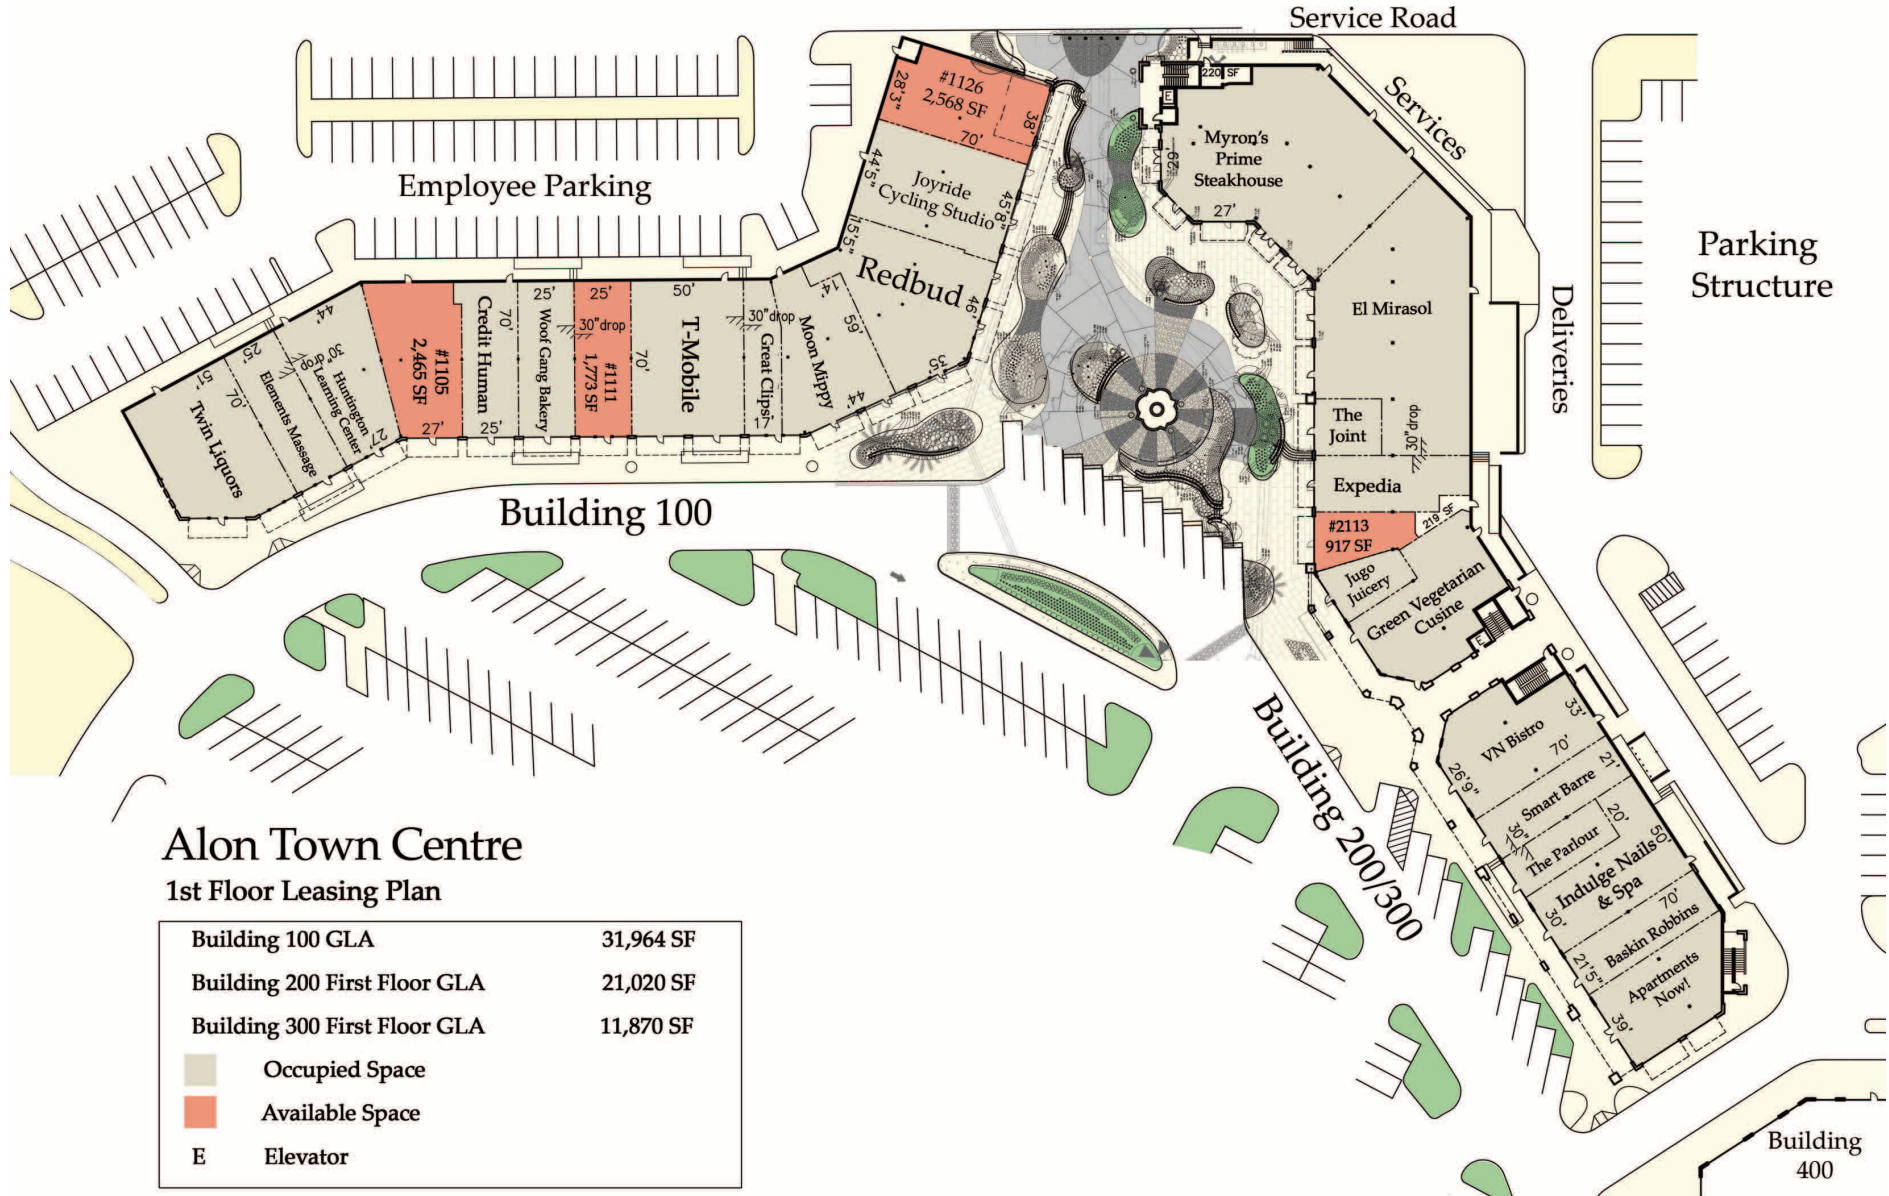 Service Road
Services
Employee Parking
Parking
Structure
Deliveries
#1126
2,568 SF
28'3"
38'
70'
Joyride
Cycling Studio
44'5"
45'8"
15'5"
Redbud
46'
14'
59'
35'
44'
Moon Mippy
Great Clips
17'
30"drop
50'
T-Mobile
70'
25'
30"drop
#1111
1,773 SF
25'
Woof Gang Bakery
70'
Credit Human
25'
#1105
2,465 SF
27'
44'
30"
drop
Huntington
Learning Center
27'
25'
Elements Massage
70'
51'
Twin Liquors
Building 100
220 SF
E
Myron's
Prime
Steakhouse
29'
27'
El Mirasol
The
Joint
30"drop
Expedia
#2113
917 SF
219 SF
Jugo
Juicery
Green Vegetarian
Cusine
E
Building 200/300
VN Bistro
33'
70'
26'9"
21'
Smart Barre
20'
30"
The Parlour
50'
Indulge Nails
& Spa
30'
70'
Baskin Robbins
21'5"
Apartments
Now!
39'
Building
400
Alon Town Centre
1st Floor Leasing Plan
Building 100 GLA 31,964 SF
Building 200 First Floor GLA 21,020 SF
Building 300 First Floor GLA 11,870 SF
Occupied Space
Available Space
E Elevator